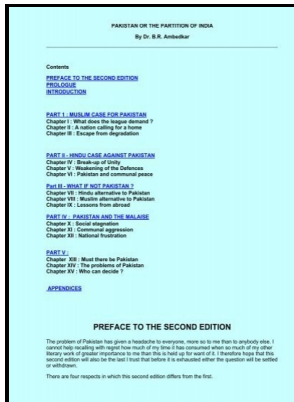 PAKISTAN OR THE PARTITION OF INDIA
By Dr. B.R. Ambedkar
Contents
PREFACE TO THE SECOND EDITION
PROLOGUE
INTRODUCTION
PART 1 : MUSLIM CASE FOR PAKISTAN
Chapter I : What does the league demand ?
Chapter II : A nation calling for a home
Chapter III : Escape from degradation
PART II - HINDU CASE AGAINST PAKISTAN
Chapter IV : Break-up of Unity
Chapter V : Weakening of the Defences
Chapter VI : Pakistan and communal peace
Part III - WHAT IF NOT PAKISTAN ?
Chapter VII : Hindu alternative to Pakistan
Chapter VIII : Muslim alternative to Pakistan
Chapter IX : Lessons from abroad
PART IV : PAKISTAN AND THE MALAISE
Chapter X : Social stagnation
Chapter XI : Communal aggression
Chapter XII : National frustration
PART V :
Chapter XIII : Must there be Pakistan
Chapter XIV : The problems of Pakistan
Chapter XV : Who can decide ?
APPENDICES
PREFACE TO THE SECOND EDITION
The problem of Pakistan has given a headache to everyone, more so to me than to anybody else. I
cannot help recalling with regret how much of my time it has consumed when so much of my other
literary work of greater importance to me than this is held up for want of it. I therefore hope that this
second edition will also be the last I trust that before it is exhausted either the question will be settled
or withdrawn.
There are four respects in which this second edition differs from the first.